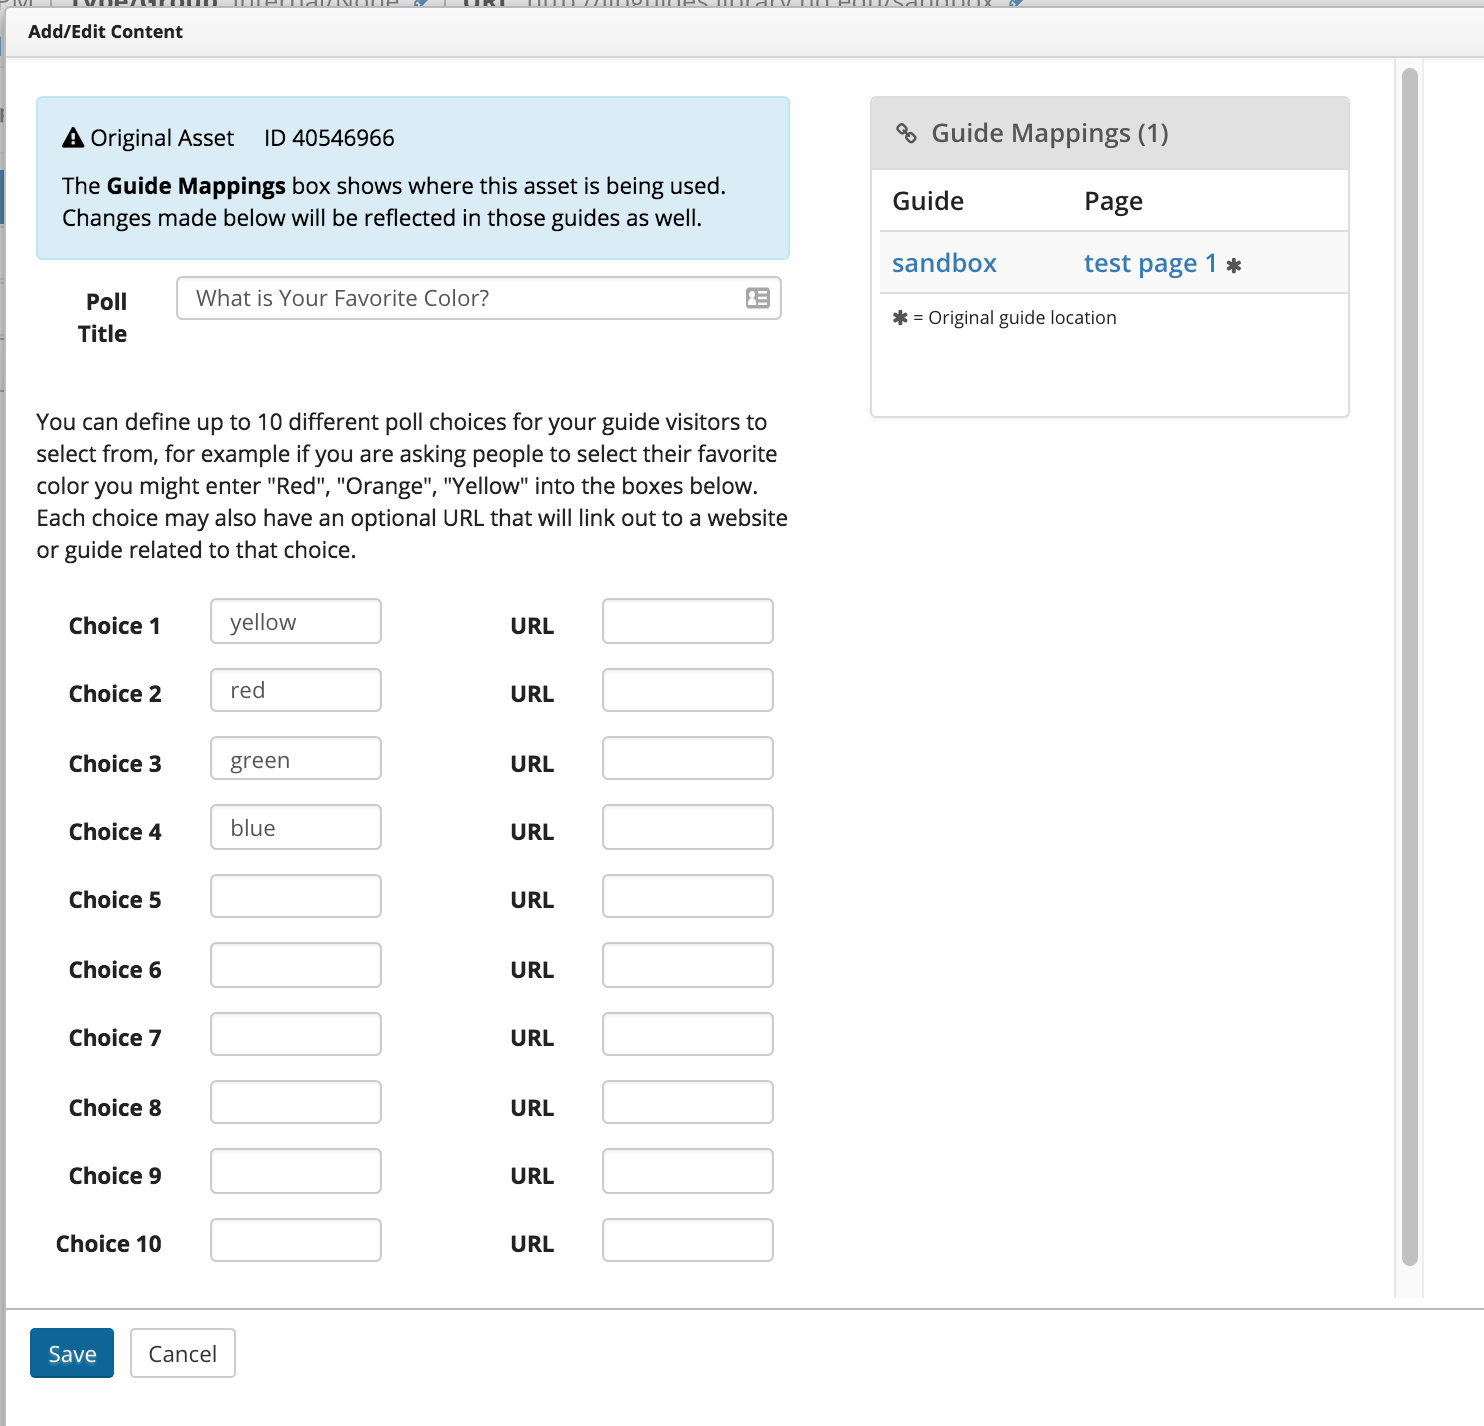 Add/Edit Content
Original Asset ID 40546966
The Guide Mappings box shows where this asset is being used.
Changes made below will be reflected in those guides as well.
Poll Title
What is Your Favorite Color?
You can define up to 10 different poll choices for your guide visitors to
select from, for example if you are asking people to select their favorite
color you might enter "Red", "Orange", "Yellow" into the boxes below.
Each choice may also have an optional URL that will link out to a website
or guide related to that choice.
Choice 1 yellow URL
Choice 2 red URL
Choice 3 green URL
Choice 4 blue URL
Choice 5 URL
Choice 6 URL
Choice 7 URL
Choice 8 URL
Choice 9 URL
Choice 10 URL
Guide Mappings (1)
Guide Page
sandbox test page 1 ✱
✱ = Original guide location
Save Cancel